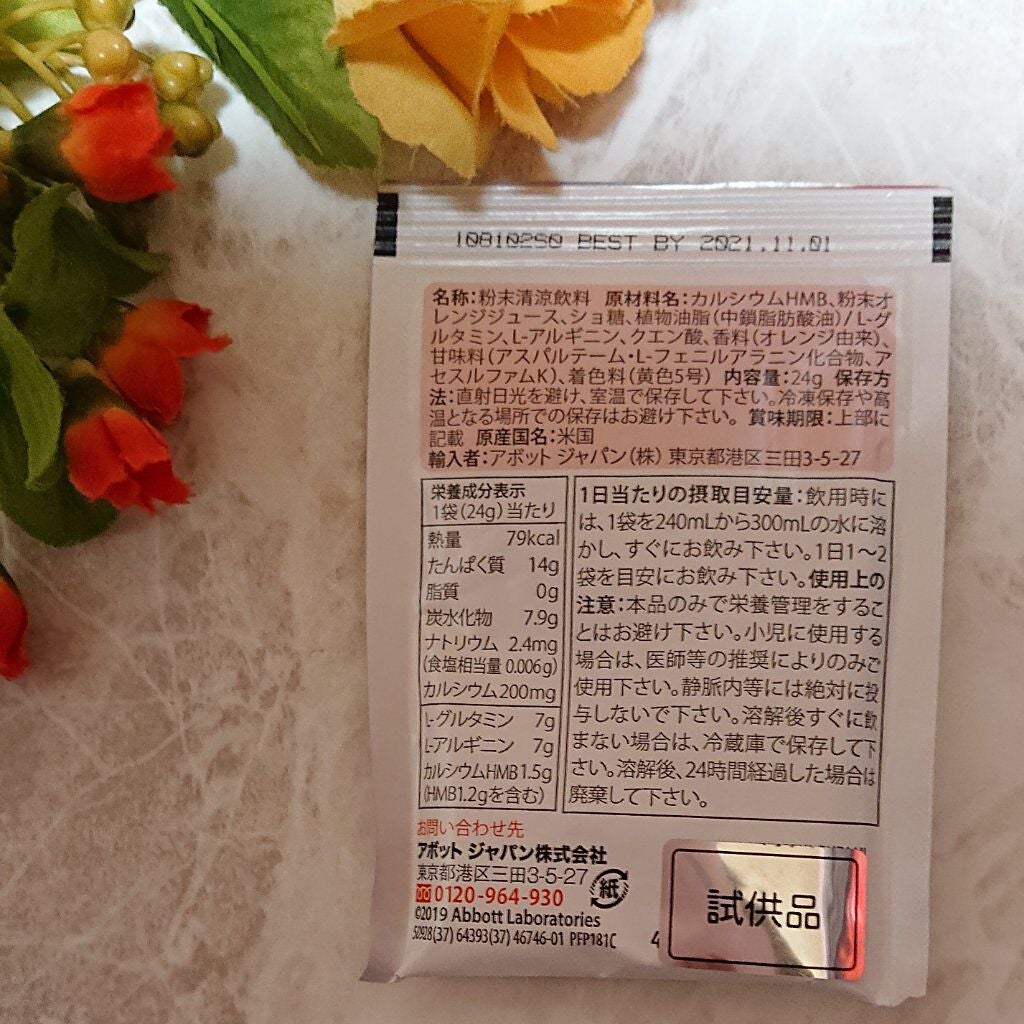 10810ZS0 BEST BY 2021.11.01
名称:粉末清涼飲料 原材料名:カルシウムHMB、粉末オ
レンジジュース、ショ糖、植物油脂(中鎖脂肪酸油)/L-グ
ルタミン、L-アルギニン、クエン酸、香料(オレンジ由来)、
甘味料(アスパルテーム・L-フェニルアラニン化合物、ア
セスルファムK)、着色料(黄色5号) 内容量:24g 保存方
法:直射日光を避け、室温で保存して下さい。冷凍保存や高
温となる場所での保存はお避け下さい。 賞味期限:上部に
記載 原産国名:米国
輸入者:アボット ジャパン(株) 東京都港区三田3-5-27
栄養成分表示
1袋(24g)当たり
熱量 79kcal
たんぱく質 14g
脂質 0g
炭水化物 7.9g
ナトリウム 2.4mg
(食塩相当量 0.006g)
カルシウム 200mg
L-グルタミン 7g
L-アルギニン 7g
カルシウムHMB 1.5g
(HMB1.2gを含む)
1日当たりの摂取目安量:飲用時に
は、1袋を240mLから300mLの水に溶
かし、すぐにお飲み下さい。1日1〜2
袋を目安にお飲み下さい。使用上の
注意:本品のみで栄養管理をするこ
とはお避け下さい。小児に使用する
場合は、医師等の推奨によりのみご
使用下さい。静脈内等には絶対に投
与しないで下さい。溶解後すぐに飲
まない場合は、冷蔵庫で保存して下
さい。溶解後、24時間経過した場合は
廃棄して下さい。
お問い合わせ先
アボット ジャパン株式会社
東京都港区三田3-5-27
0120-964-930
©2019 Abbott Laboratories
50928(37) 64393(37) 46746-01 PFP181C
紙
4
試供品